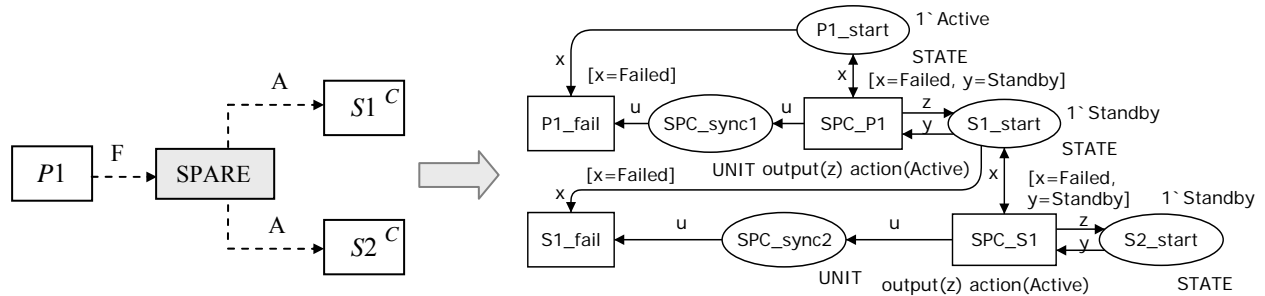 P1
F
SPARE
A
S1 C
A
S2 C
P1_start
1`Active
STATE
x
[x=Failed]
x
[x=Failed, y=Standby]
P1_fail
u
SPC_sync1
u
SPC_P1
z
y
S1_start
1`Standby
STATE
UNIT
output(z) action(Active)
x
[x=Failed]
x
[x=Failed,
y=Standby]
1`Standby
S1_fail
u
SPC_sync2
u
SPC_S1
z
y
S2_start
UNIT
output(z) action(Active)
STATE